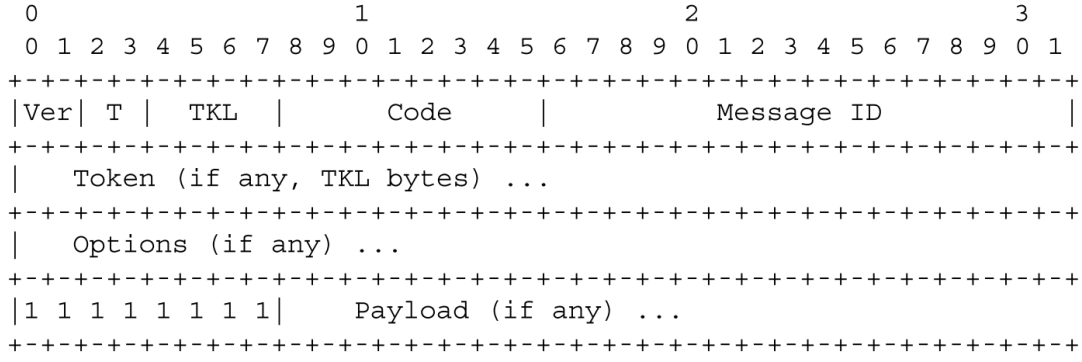 0                   1                   2                   3
 0 1 2 3 4 5 6 7 8 9 0 1 2 3 4 5 6 7 8 9 0 1 2 3 4 5 6 7 8 9 0 1
+-+-+-+-+-+-+-+-+-+-+-+-+-+-+-+-+-+-+-+-+-+-+-+-+-+-+-+-+-+-+-+-+
|Ver| T |  TKL  |      Code     |          Message ID           |
+-+-+-+-+-+-+-+-+-+-+-+-+-+-+-+-+-+-+-+-+-+-+-+-+-+-+-+-+-+-+-+-+
|   Token (if any, TKL bytes) ...
+-+-+-+-+-+-+-+-+-+-+-+-+-+-+-+-+-+-+-+-+-+-+-+-+-+-+-+-+-+-+-+-+
|   Options (if any) ...
+-+-+-+-+-+-+-+-+-+-+-+-+-+-+-+-+-+-+-+-+-+-+-+-+-+-+-+-+-+-+-+-+
|1 1 1 1 1 1 1 1|    Payload (if any) ...
+-+-+-+-+-+-+-+-+-+-+-+-+-+-+-+-+-+-+-+-+-+-+-+-+-+-+-+-+-+-+-+-+